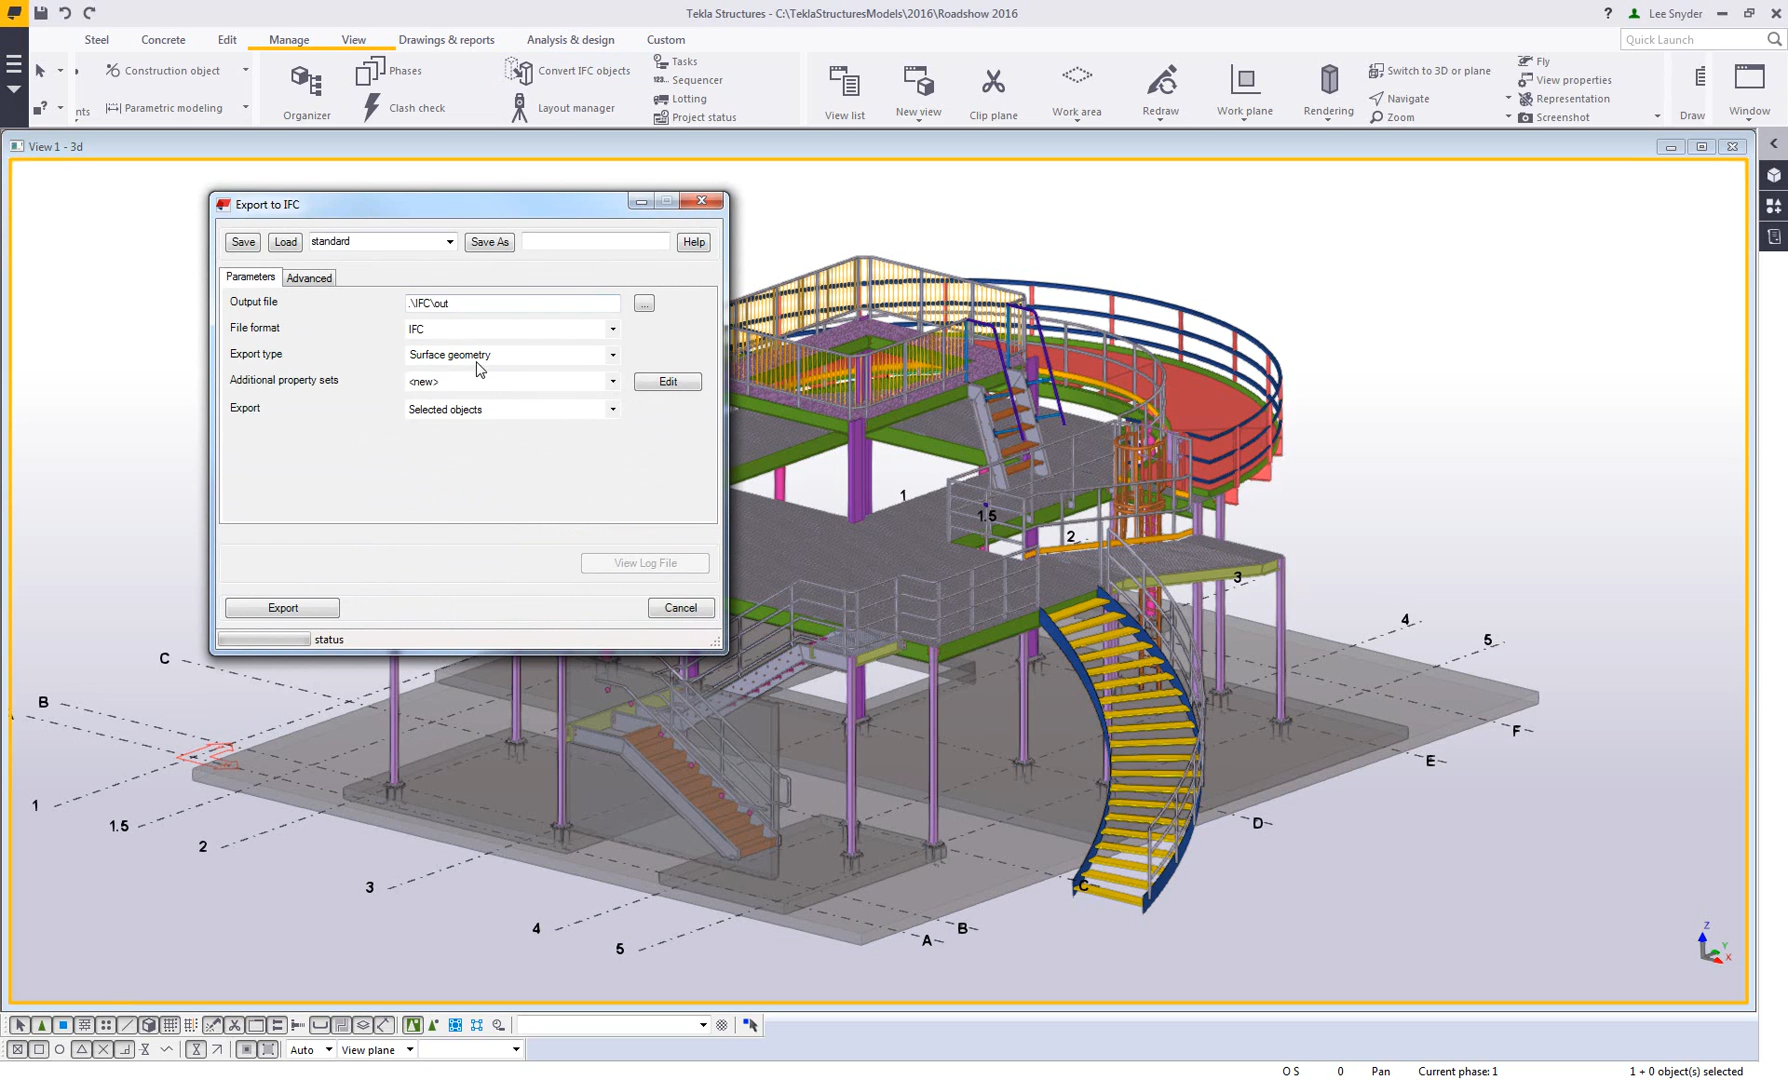 Tekla Structures - C:\TeklaStructuresModels\2016\Roadshow 2016
? Lee Snyder
Steel Concrete Edit Manage View Drawings & reports Analysis & design Custom
Quick Launch
Construction object
Parametric modeling
nts
Organizer
Phases
Clash check
Convert IFC objects
Layout manager
Tasks
Sequencer
Lotting
Project status
View list
New view
Clip plane
Work area
Redraw
Work plane
Rendering
Switch to 3D or plane
Navigate
Zoom
Fly
View properties
Representation
Screenshot
Draw
Window
View 1 - 3d
Export to IFC
Save Load standard Save As Help
Parameters Advanced
Output file .\IFC\out ...
File format IFC
Export type Surface geometry
Additional property sets <new> Edit
Export Selected objects
View Log File
Export Cancel
status
1
1.5
2
3
4
5
C
B
F
E
D
1
1.5
2
3
C
4
B
A
5
Z
Y
X
Auto View plane
O S 0 Pan Current phase: 1 1 + 0 object(s) selected